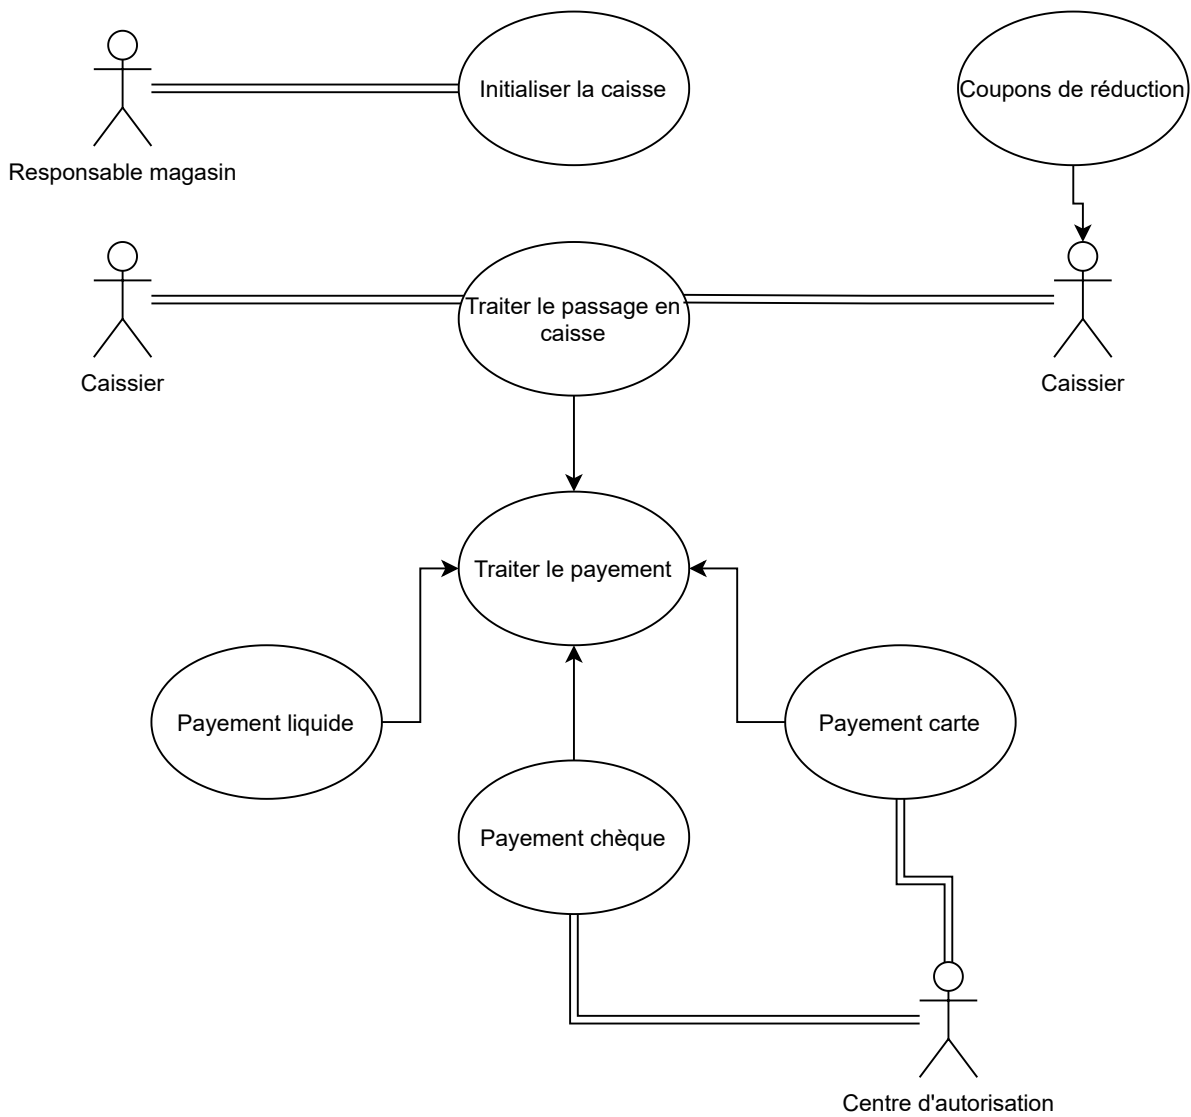 Initialiser la caisse
Coupons de réduction
Responsable magasin
Traiter le passage en
caisse
Caissier
Caissier
Traiter le payement
Payement liquide
Payement carte
Payement chèque
Centre d'autorisation